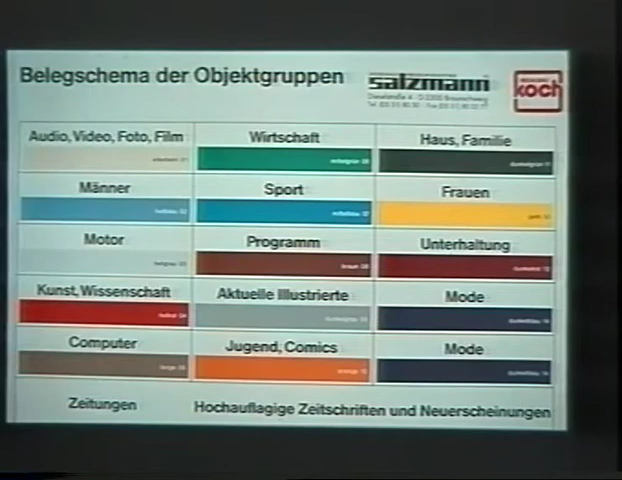 Belegschema der Objektgruppen
salzmann
koch
Audio, Video, Foto, Film
Wirtschaft
Haus, Familie
Männer
Sport
Frauen
Motor
Programm
Unterhaltung
Kunst, Wissenschaft
Aktuelle Illustrierte
Mode
Computer
Jugend, Comics
Mode
Zeitungen
Hochauflagige Zeitschriften und Neuerscheinungen